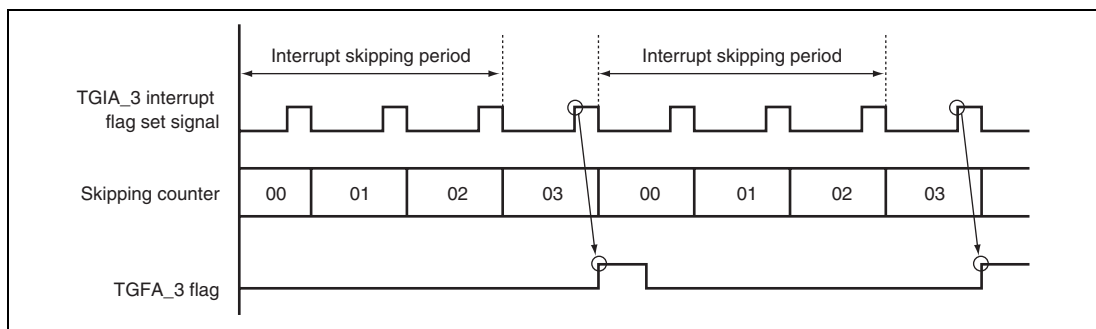 Interrupt skipping period
Interrupt skipping period
TGIA_3 interrupt
flag set signal
Skipping counter
00
01
02
03
00
01
02
03
TGFA_3 flag